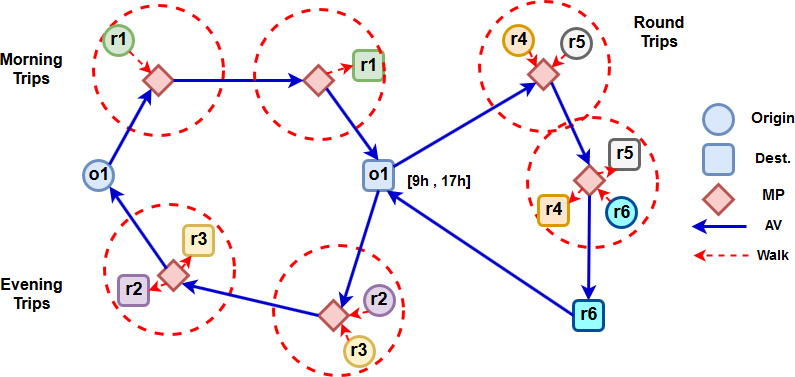 Morning
Trips
r1
r1
r4
r5
Round
Trips
Origin
Dest.
MP
AV
Walk
o1
o1
[9h , 17h]
r5
r4
r6
Evening
Trips
r3
r2
r2
r3
r6